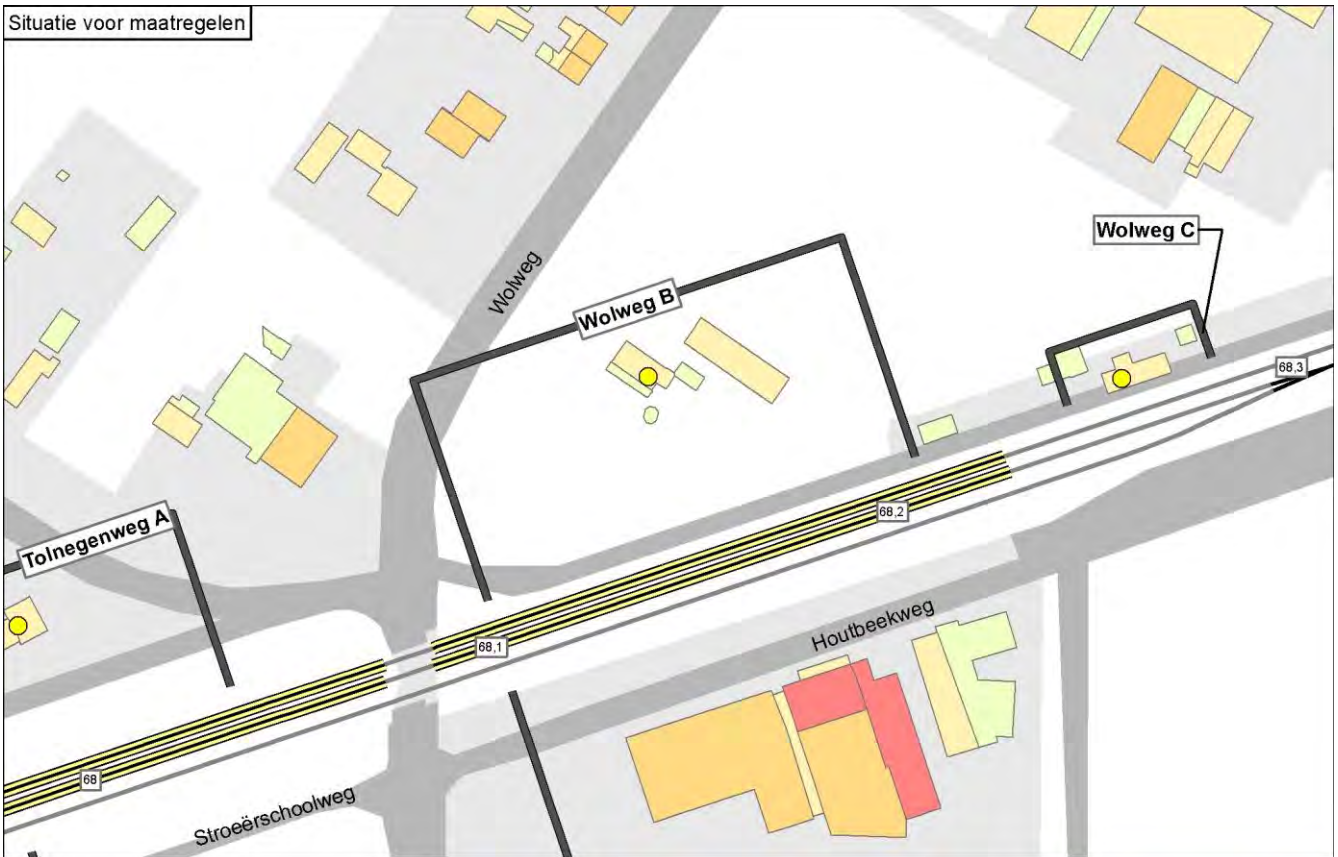 Situatie voor maatregelen
Wolweg C
Wolweg
Wolweg B
68,3
68,2
Tolnegenweg A
Houtbeekweg
68,1
68
Stroeërschoolweg